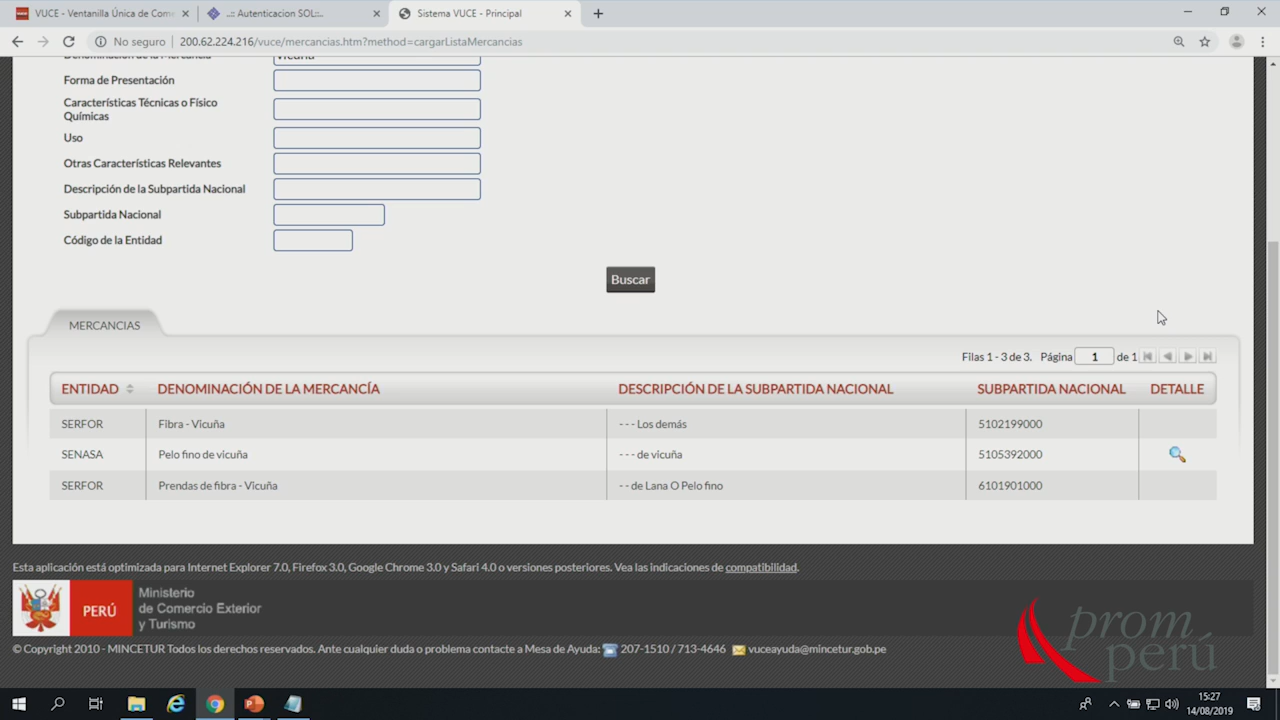 VUCE - Ventanilla Única de Come
..:: Autenticacion SOL::..
Sistema VUCE - Principal
No seguro
200.62.224.216/vuce/mercancias.htm?method=cargarListaMercancias
Denominación de la Mercancía
Vicuña
Forma de Presentación
Características Técnicas o Físico
Químicas
Uso
Otras Características Relevantes
Descripción de la Subpartida Nacional
Subpartida Nacional
Código de la Entidad
Buscar
MERCANCIAS
Filas 1 - 3 de 3. Página 1 de 1
ENTIDAD DENOMINACIÓN DE LA MERCANCÍA DESCRIPCIÓN DE LA SUBPARTIDA NACIONAL SUBPARTIDA NACIONAL DETALLE
SERFOR Fibra - Vicuña - - - Los demás 5102199000
SENASA Pelo fino de vicuña - - - de vicuña 5105392000
SERFOR Prendas de fibra - Vicuña - - de Lana O Pelo fino 6101901000
Esta aplicación está optimizada para Internet Explorer 7.0, Firefox 3.0, Google Chrome 3.0 y Safari 4.0 o versiones posteriores. Vea las indicaciones de compatibilidad.
PERÚ
Ministerio
de Comercio Exterior
y Turismo
© Copyright 2010 - MINCETUR Todos los derechos reservados. Ante cualquier duda o problema contacte a Mesa de Ayuda: 207-1510 / 713-4646 vuceayuda@mincetur.gob.pe
prom
perú
15:27
14/08/2019